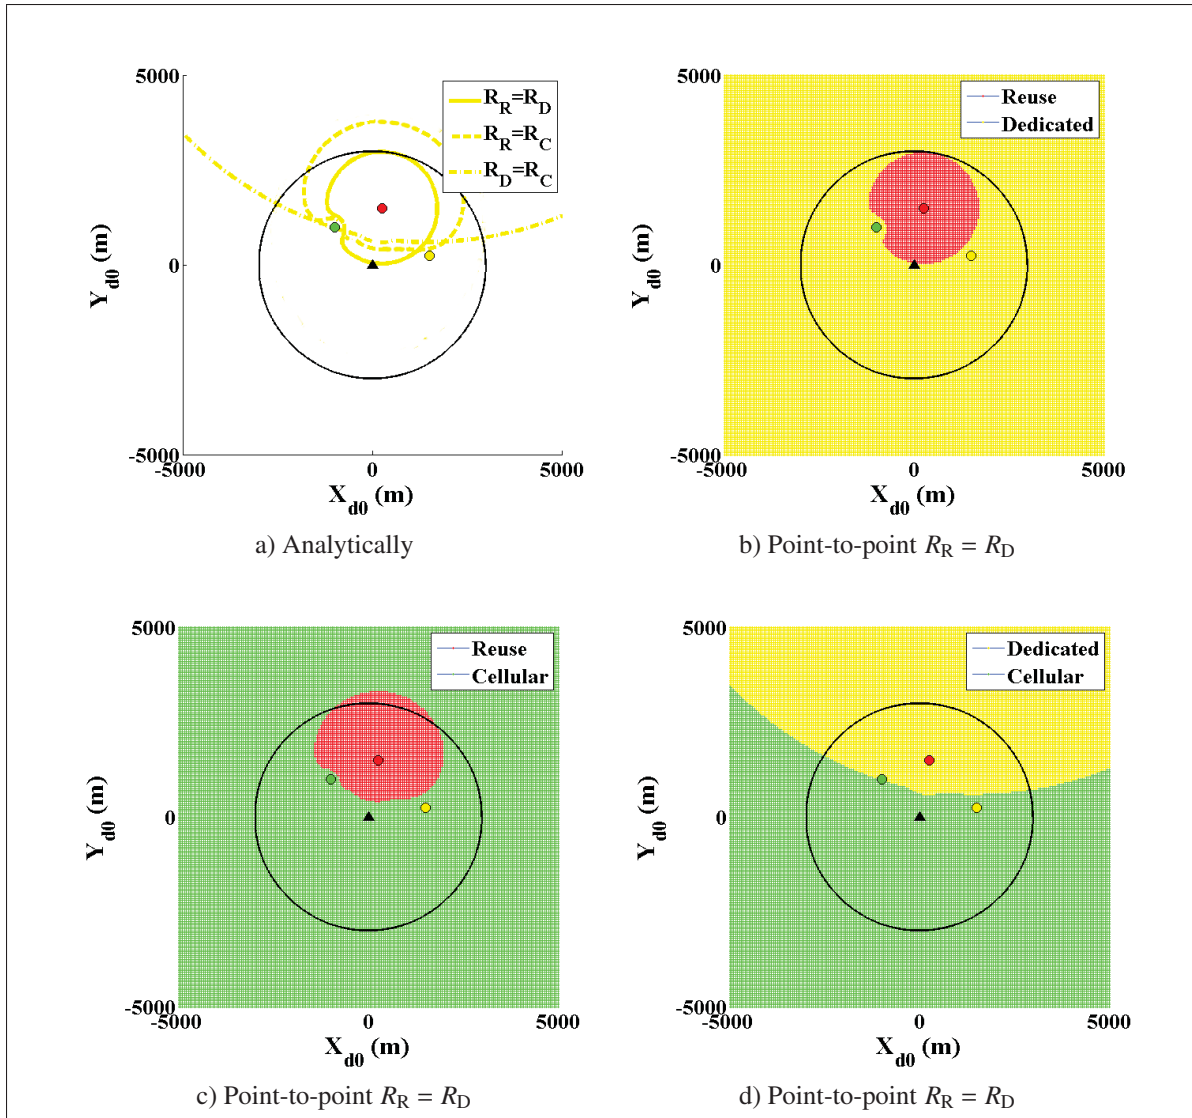 5000
0
-5000
Y_d0 (m)
-5000
0
5000
X_d0 (m)
R_R=R_D
R_R=R_C
R_D=R_C
a) Analytically
5000
0
-5000
Y_d0 (m)
-5000
0
5000
X_d0 (m)
Reuse
Dedicated
b) Point-to-point R_R = R_D
5000
0
-5000
Y_d0 (m)
-5000
0
5000
X_d0 (m)
Reuse
Cellular
c) Point-to-point R_R = R_D
5000
0
-5000
Y_d0 (m)
-5000
0
5000
X_d0 (m)
Dedicated
Cellular
d) Point-to-point R_R = R_D